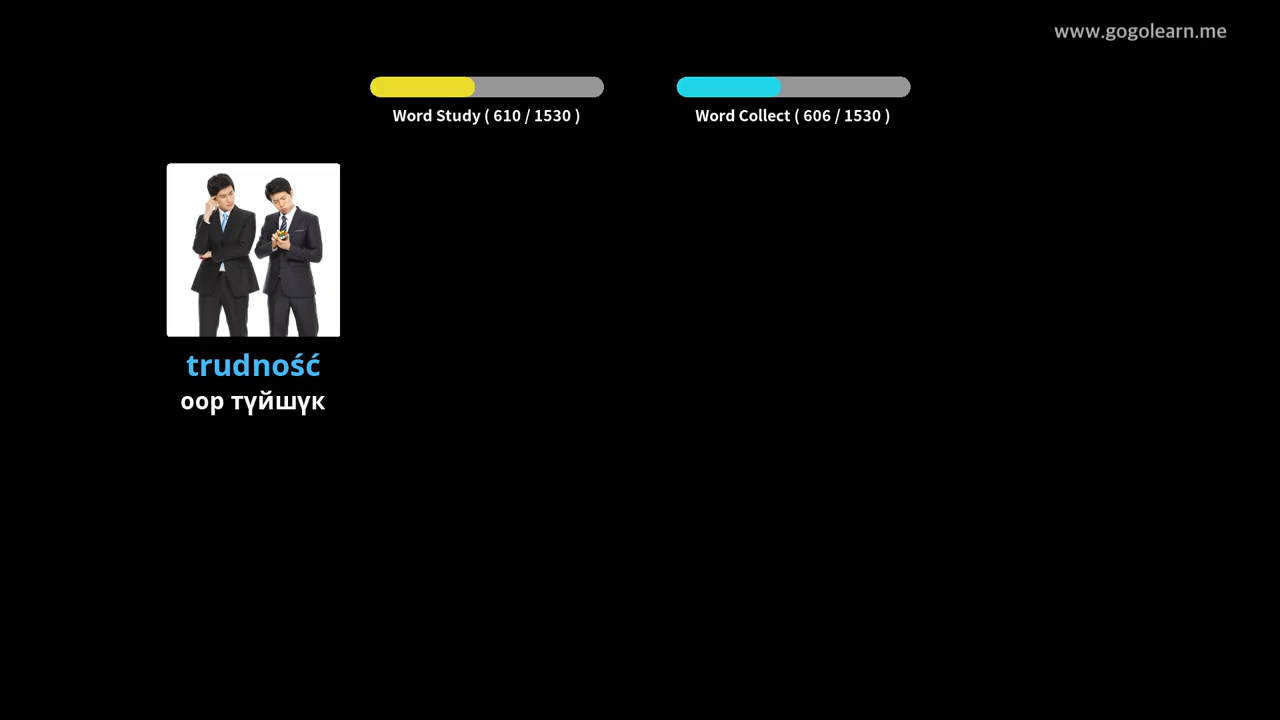 www.gogolearn.me
Word Study ( 610 / 1530 )
Word Collect ( 606 / 1530 )
trudność
оор түйшүк